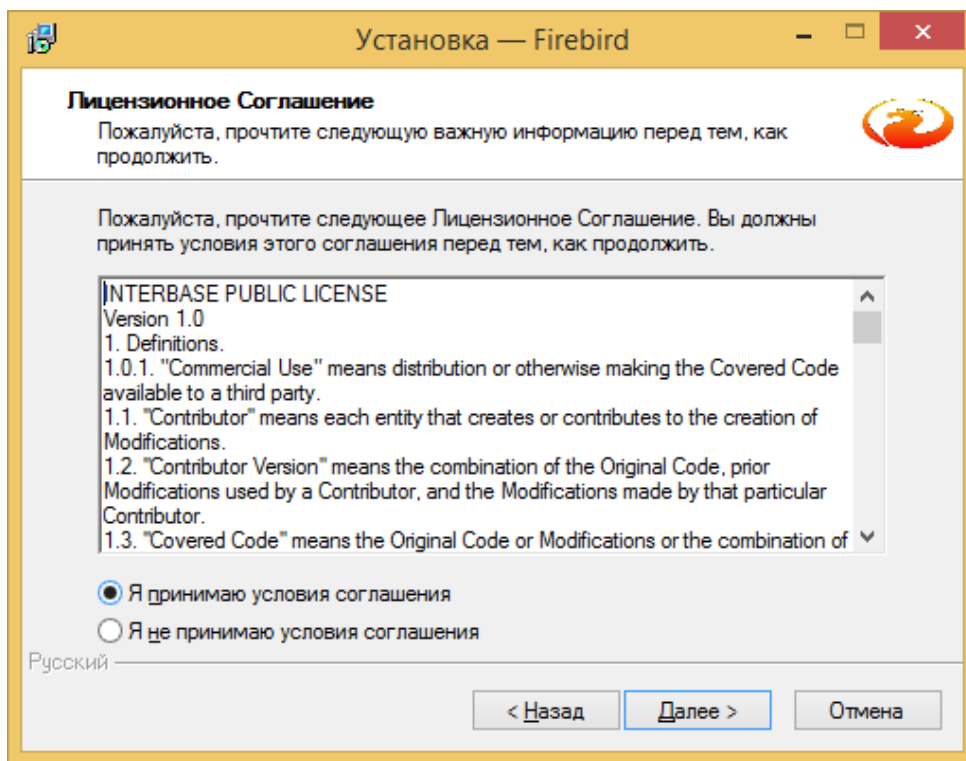 Установка — Firebird
Лицензионное Соглашение
Пожалуйста, прочтите следующую важную информацию перед тем, как
продолжить.
Пожалуйста, прочтите следующее Лицензионное Соглашение. Вы должны
принять условия этого соглашения перед тем, как продолжить.
INTERBASE PUBLIC LICENSE
Version 1.0
1. Definitions.
1.0.1. "Commercial Use" means distribution or otherwise making the Covered Code
available to a third party.
1.1. "Contributor" means each entity that creates or contributes to the creation of
Modifications.
1.2. "Contributor Version" means the combination of the Original Code, prior
Modifications used by a Contributor, and the Modifications made by that particular
Contributor.
1.3. "Covered Code" means the Original Code or Modifications or the combination of
Я принимаю условия соглашения
Я не принимаю условия соглашения
Русский
< Назад
Далее >
Отмена